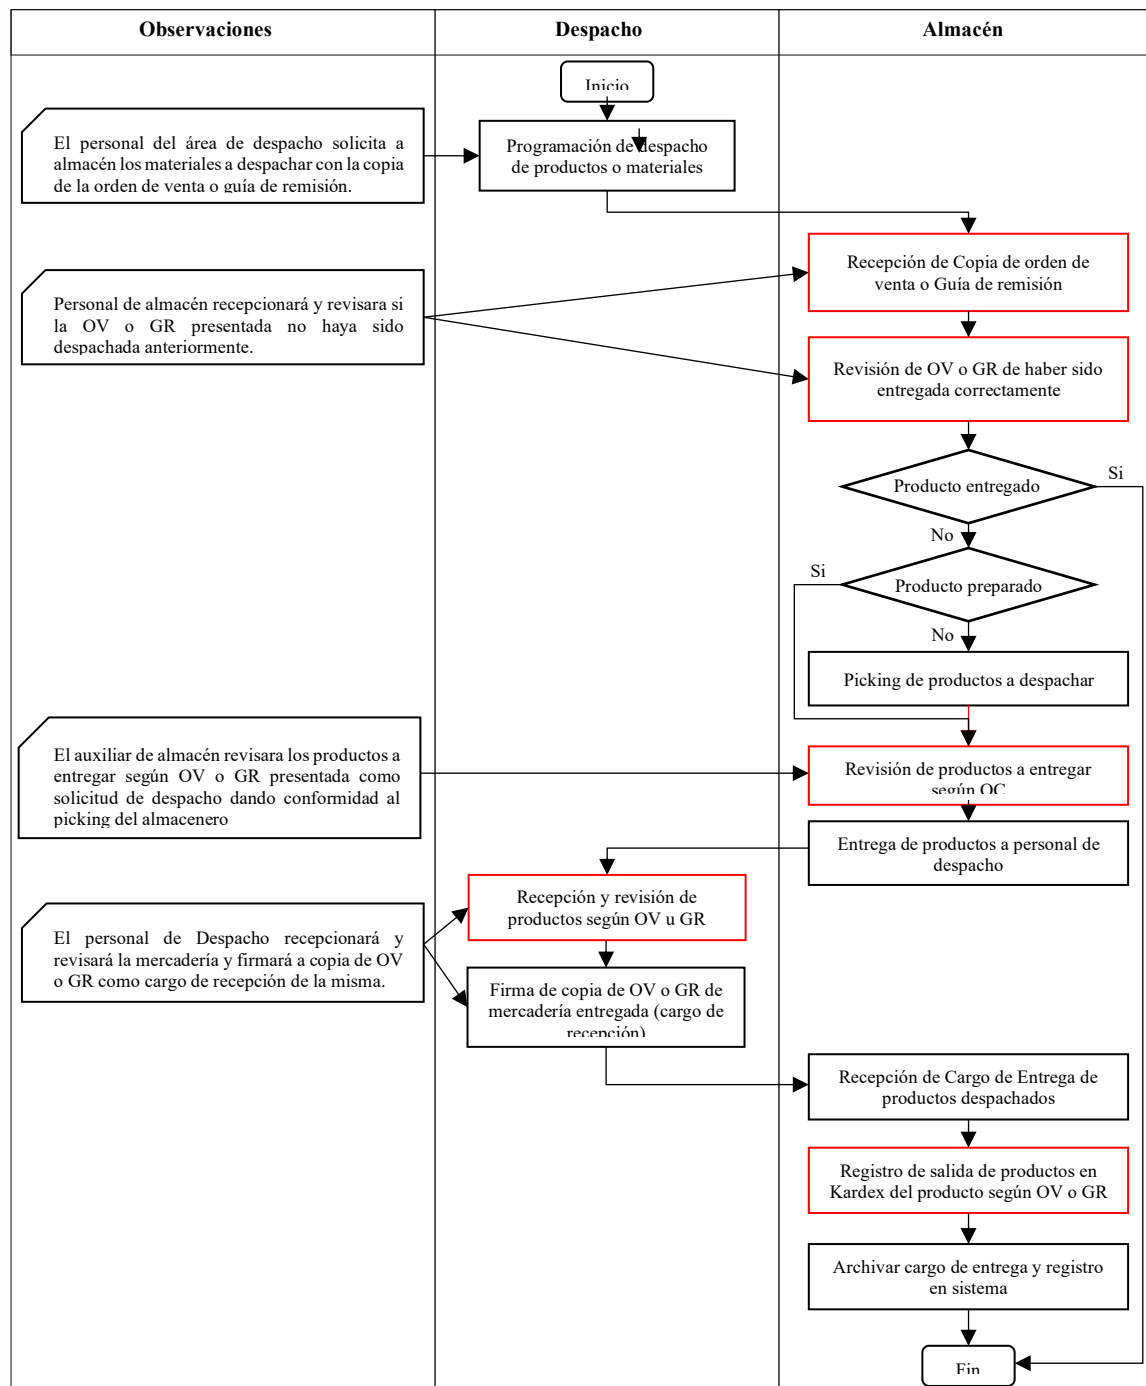 Observaciones
Despacho
Almacén
Inicio
El personal del área de despacho solicita a
almacén los materiales a despachar con la copia
de la orden de venta o guía de remisión.
Programación de despacho
de productos o materiales
Recepción de Copia de orden de
venta o Guía de remisión
Personal de almacén recepcionará y revisara si
la OV o GR presentada no haya sido
despachada anteriormente.
Revisión de OV o GR de haber sido
entregada correctamente
Producto entregado
Si
No
Producto preparado
Si
No
Picking de productos a despachar
El auxiliar de almacén revisara los productos a
entregar según OV o GR presentada como
solicitud de despacho dando conformidad al
picking del almacenero
Revisión de productos a entregar
según OC
Entrega de productos a personal de
despacho
Recepción y revisión de
productos según OV u GR
El personal de Despacho recepcionará y
revisará la mercadería y firmará a copia de OV
o GR como cargo de recepción de la misma.
Firma de copia de OV o GR de
mercadería entregada (cargo de
recepción)
Recepción de Cargo de Entrega de
productos despachados
Registro de salida de productos en
Kardex del producto según OV o GR
Archivar cargo de entrega y registro
en sistema
Fin